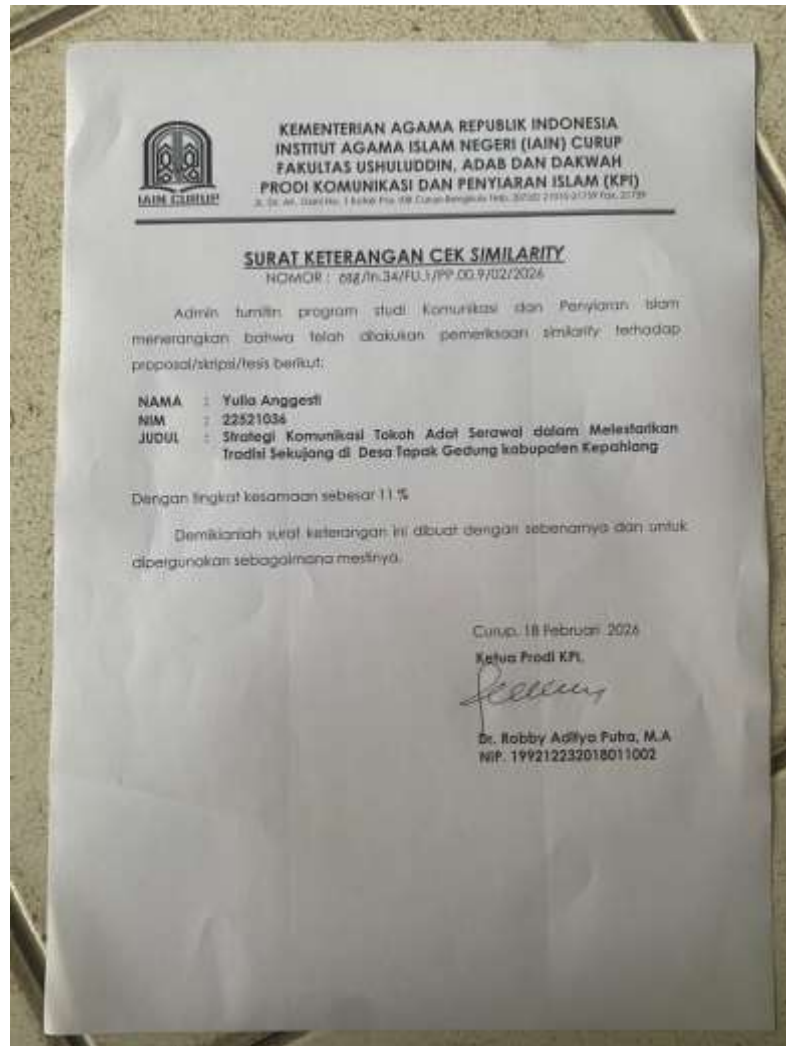 KEMENTERIAN AGAMA REPUBLIK INDONESIA
INSTITUT AGAMA ISLAM NEGERI (IAIN) CURUP
FAKULTAS USHULUDDIN, ADAB DAN DAKWAH
PRODI KOMUNIKASI DAN PENYIARAN ISLAM (KPI)
IAIN CURUP
SURAT KETERANGAN CEK SIMILARITY
NOMOR : /In.34/FU.1/PP.00.9/02/2026
Admin turnitin program studi Komunikasi dan Penyiaran Islam
menerangkan bahwa telah dilakukan pemeriksaan similarity terhadap
proposal/skripsi/tesis berikut:
NAMA : Yulia Anggesti
NIM : 22521036
JUDUL : Strategi Komunikasi Tokoh Adat Serawai dalam Melestarikan
Tradisi Sekujang di Desa Tapak Gedung kabupaten Kepahiang
Dengan tingkat kesamaan sebesar 11 %
Demikianlah surat keterangan ini dibuat dengan sebenarnya dan untuk
dipergunakan sebagaimana mestinya.
Curup, 18 Februari 2026
Ketua Prodi KPI,
Dr. Robby Aditya Putra, M.A
NIP. 199212232018011002